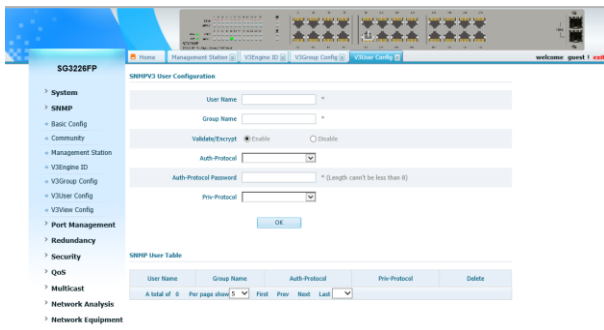 Home
Management Station
V3Engine ID
V3Group Config
V3User Config
welcome guest ! exit
SG3226FP
System
SNMP
Basic Config
Community
Management Station
V3Engine ID
V3Group Config
V3User Config
V3View Config
Port Management
Redundancy
Security
QoS
Multicast
Network Analysis
Network Equipment
SNMPV3 User Configuration
User Name *
Group Name *
Validate/Encrypt Enable Disable
Auth-Protocol
Auth-Protocol Password * (Length cann't be less than 8)
Priv-Protocol
OK
SNMP User Table
User Name Group Name Auth-Protocol Priv-Protocol Delete
A total of 0 Per page show 5 First Prev Next Last